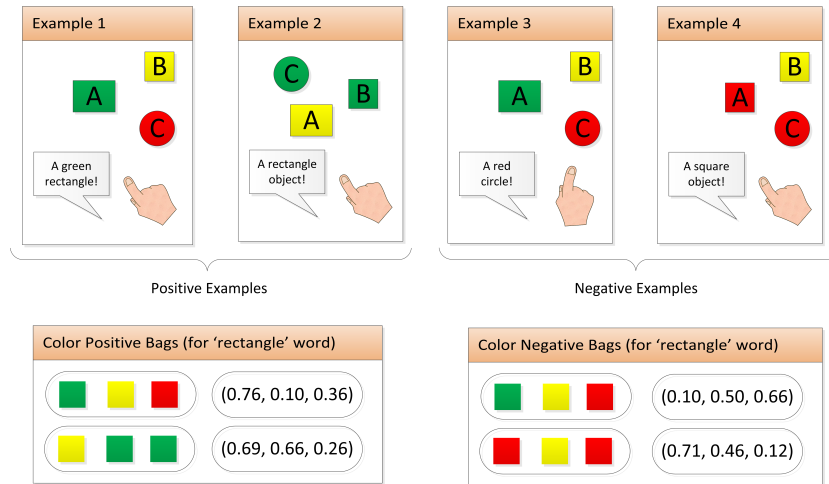 Example 1
B
A
C
A green
rectangle!
Example 2
C
B
A
A rectangle
object!
Example 3
B
A
C
A red
circle!
Example 4
B
A
C
A square
object!
Positive Examples
Negative Examples
Color Positive Bags (for ‘rectangle’ word)
(0.76, 0.10, 0.36)
(0.69, 0.66, 0.26)
Color Negative Bags (for ‘rectangle’ word)
(0.10, 0.50, 0.66)
(0.71, 0.46, 0.12)